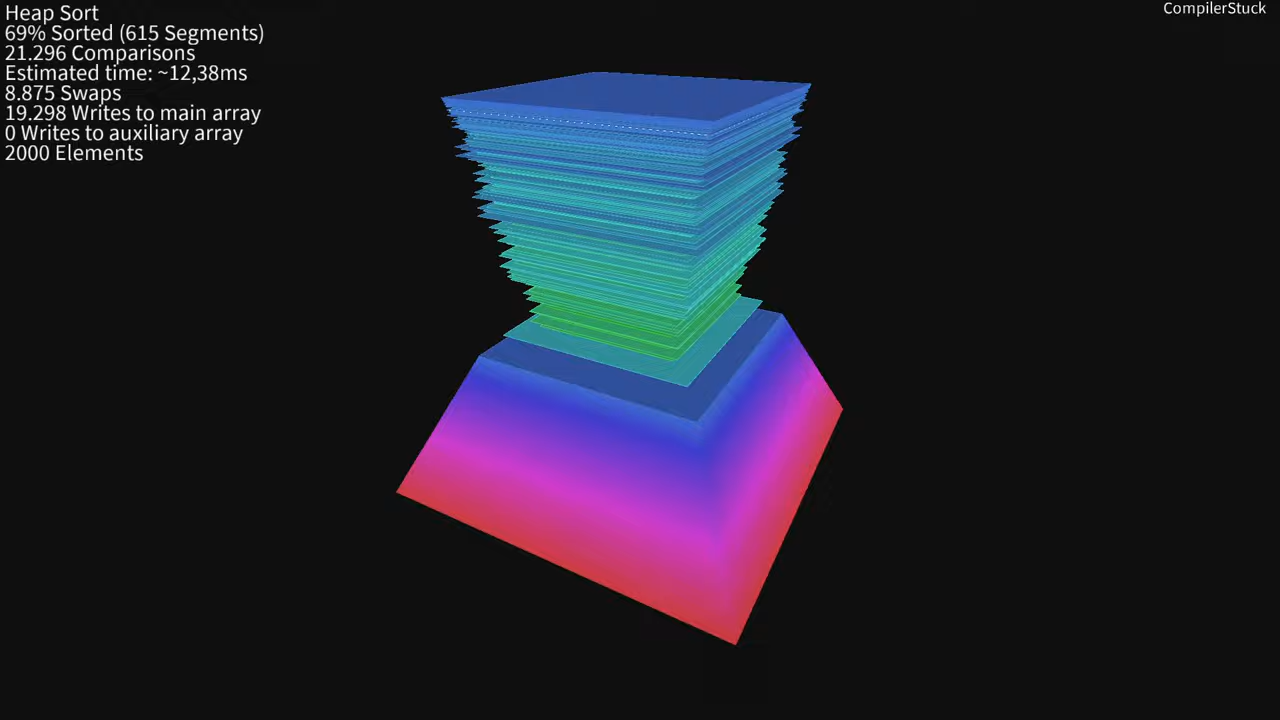 Heap Sort
69% Sorted (615 Segments)
21.296 Comparisons
Estimated time: ~12,38ms
8.875 Swaps
19.298 Writes to main array
0 Writes to auxiliary array
2000 Elements
CompilerStuck